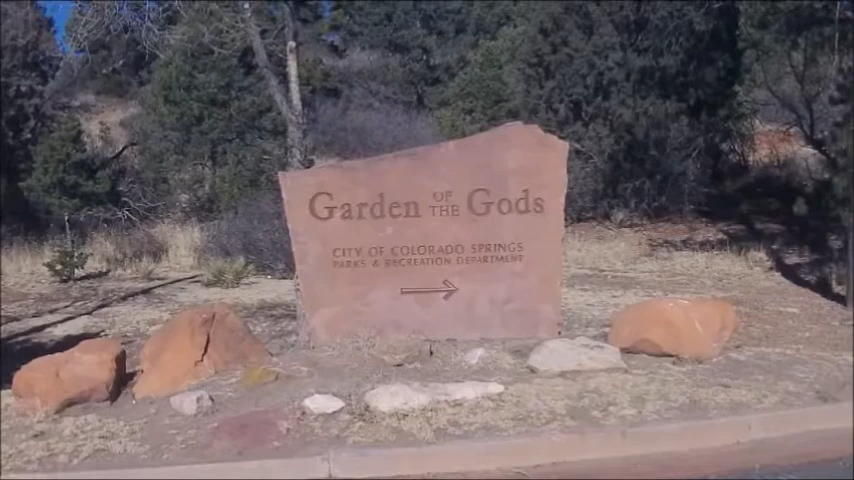 Garden OF THE Gods
CITY OF COLORADO SPRINGS
PARKS & RECREATION DEPARTMENT